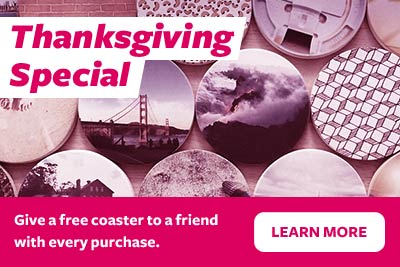 Thanksgiving
Special
Give a free coaster to a friend
with every purchase.
LEARN MORE